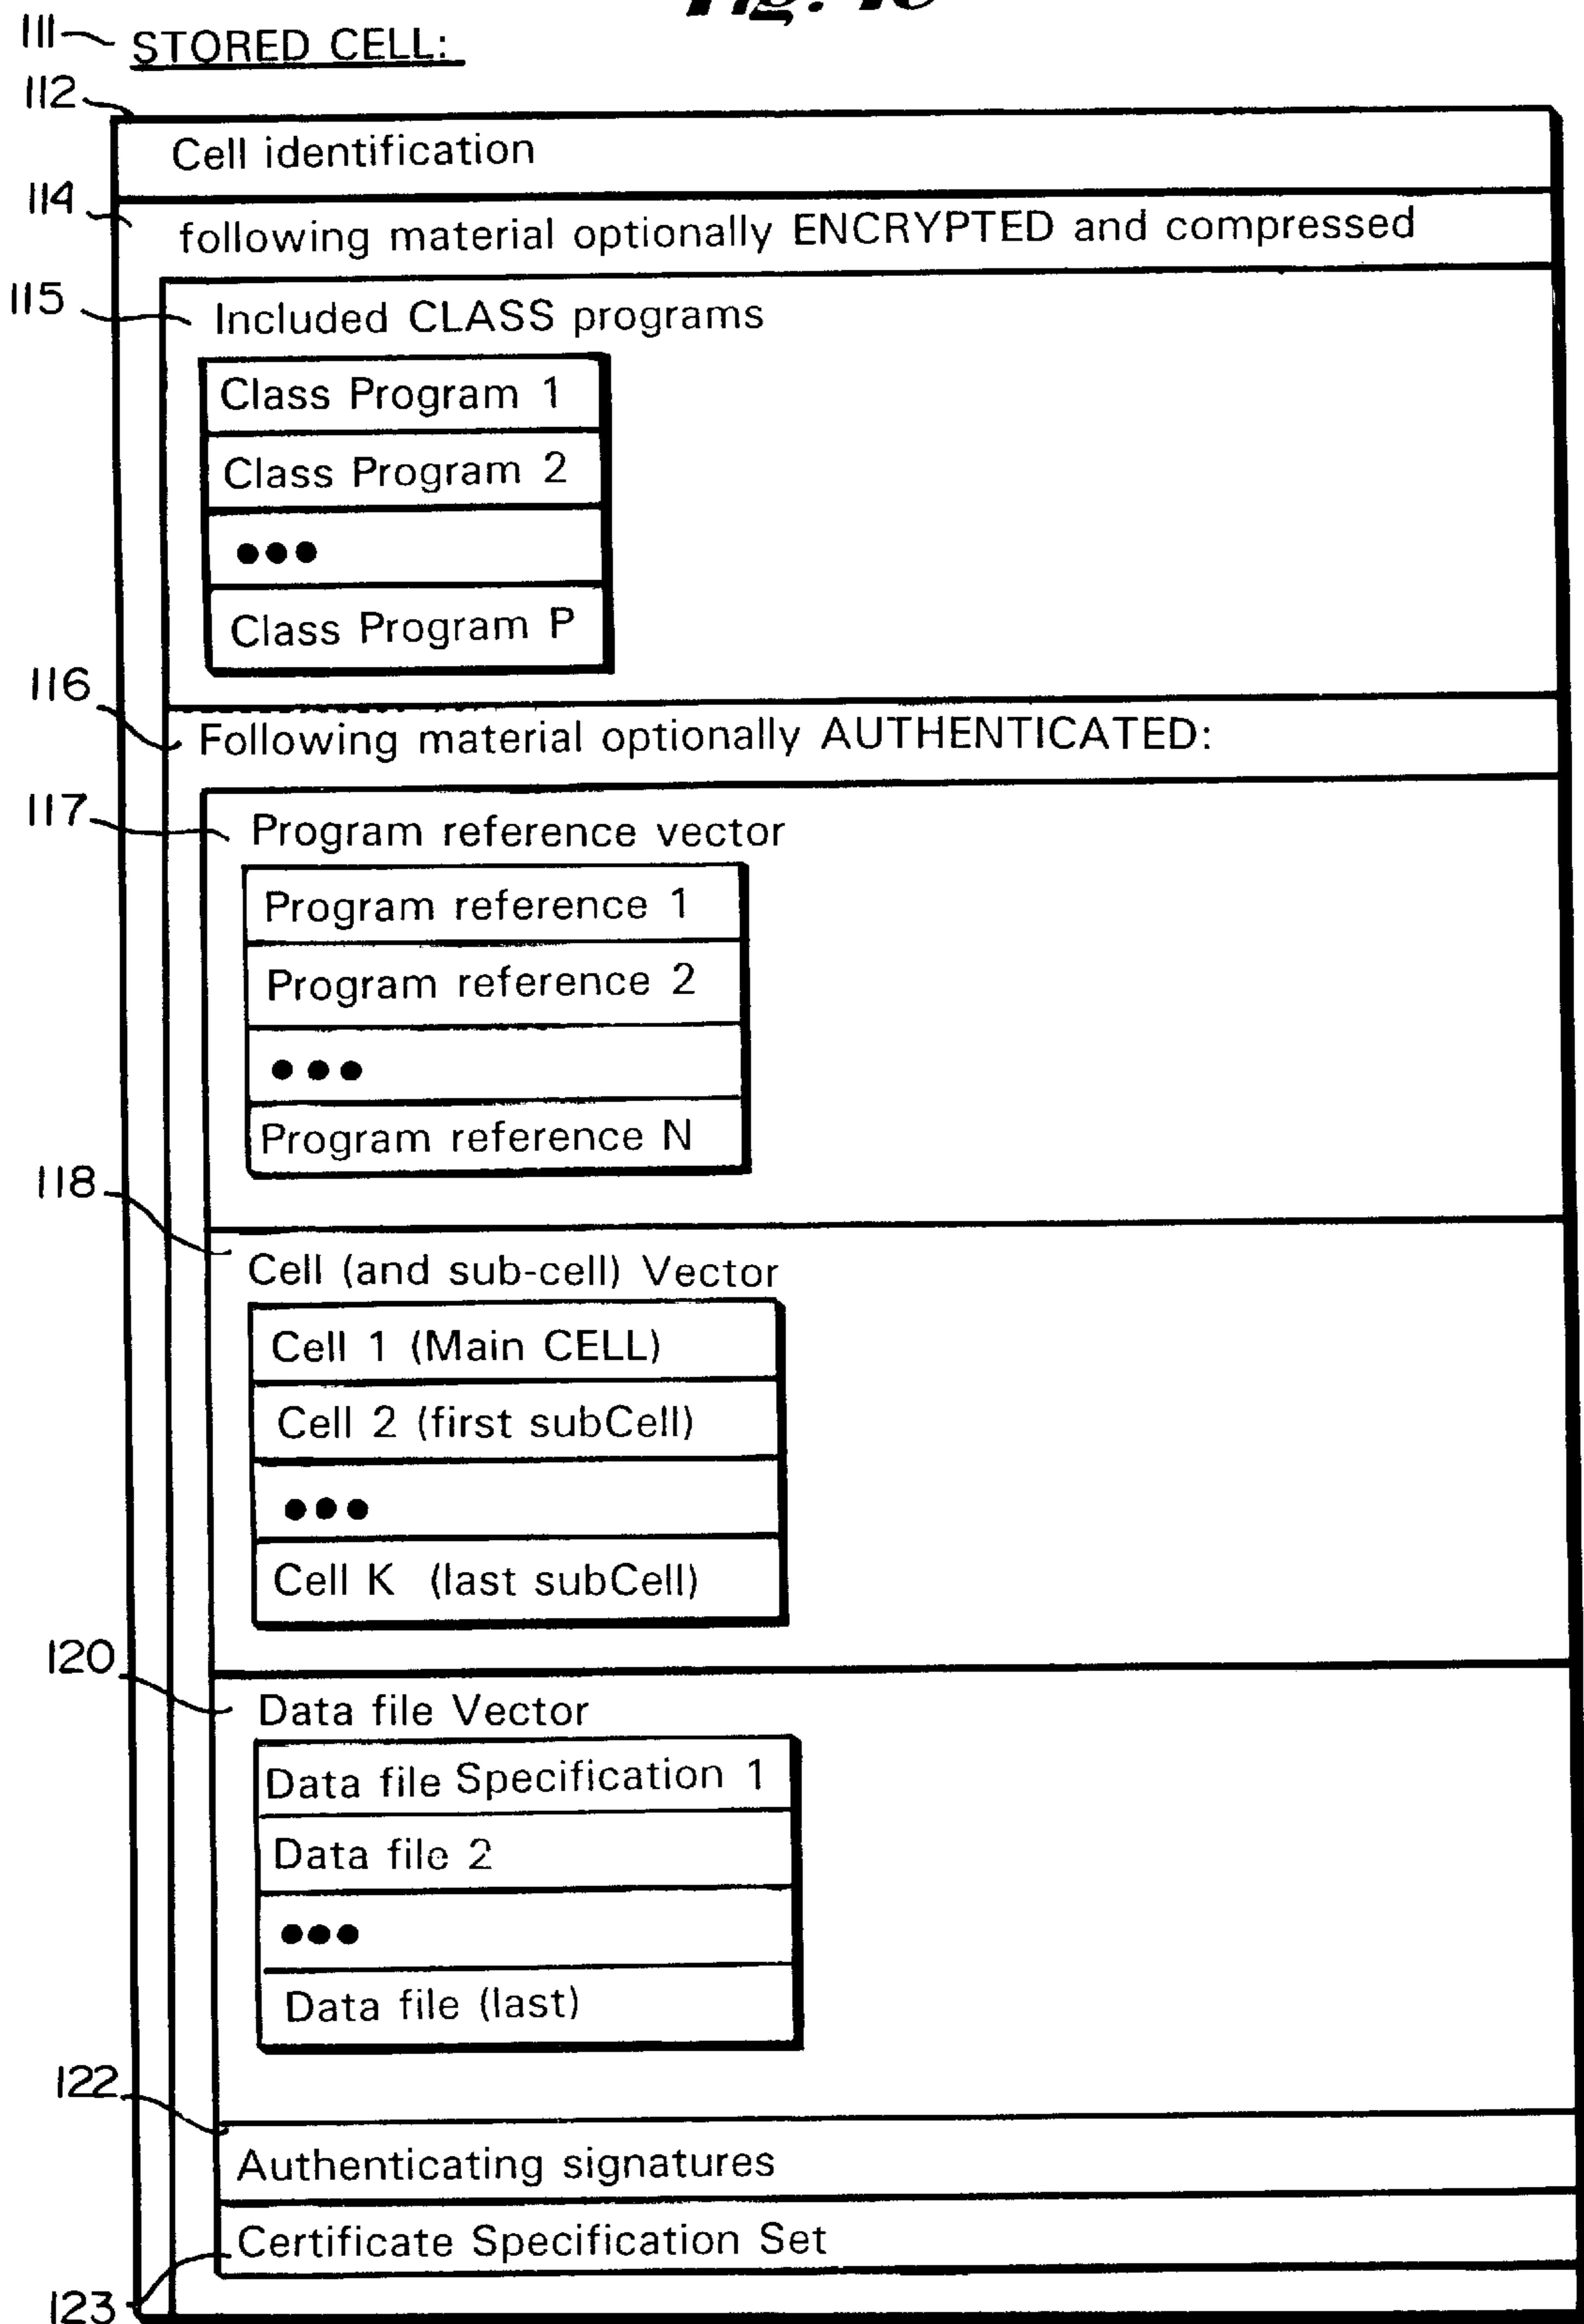 111 STORED CELL:
112
Cell identification
114
following material optionally ENCRYPTED and compressed
115
Included CLASS programs
Class Program 1
Class Program 2
●●●
Class Program P
116
Following material optionally AUTHENTICATED:
117
Program reference vector
Program reference 1
Program reference 2
●●●
Program reference N
118
Cell (and sub-cell) Vector
Cell 1 (Main CELL)
Cell 2 (first subCell)
●●●
Cell K (last subCell)
120
Data file Vector
Data file Specification 1
Data file 2
●●●
Data file (last)
122
Authenticating signatures
Certificate Specification Set
123